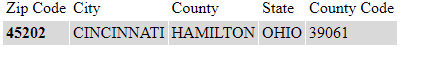 Zip Code City County State County Code
45202 CINCINNATI HAMILTON OHIO 39061